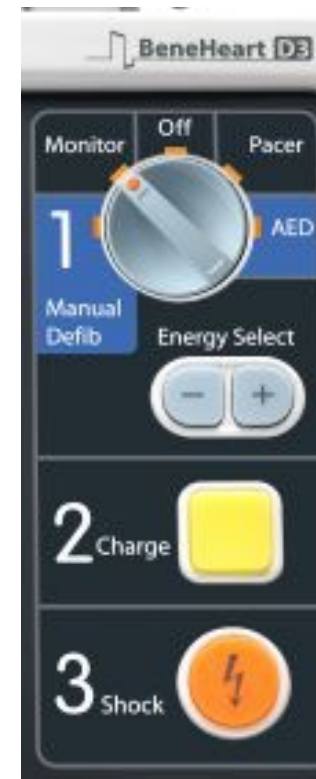 BeneHeart D3
Off
Monitor
Pacer
1
AED
Manual
Defib
Energy Select
− +
2 Charge
3 Shock